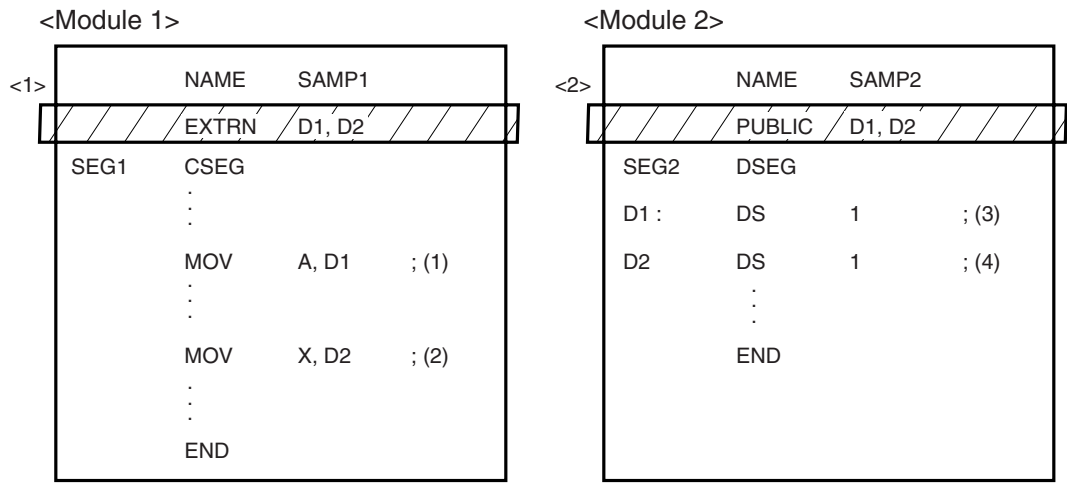 <Module 1>
<1> NAME SAMP1
EXTRN D1, D2
SEG1 CSEG
.
.
.
MOV A, D1 ; (1)
.
.
.
MOV X, D2 ; (2)
.
.
.
END
<Module 2>
<2> NAME SAMP2
PUBLIC D1, D2
SEG2 DSEG
D1 : DS 1 ; (3)
D2 DS 1 ; (4)
.
.
.
END